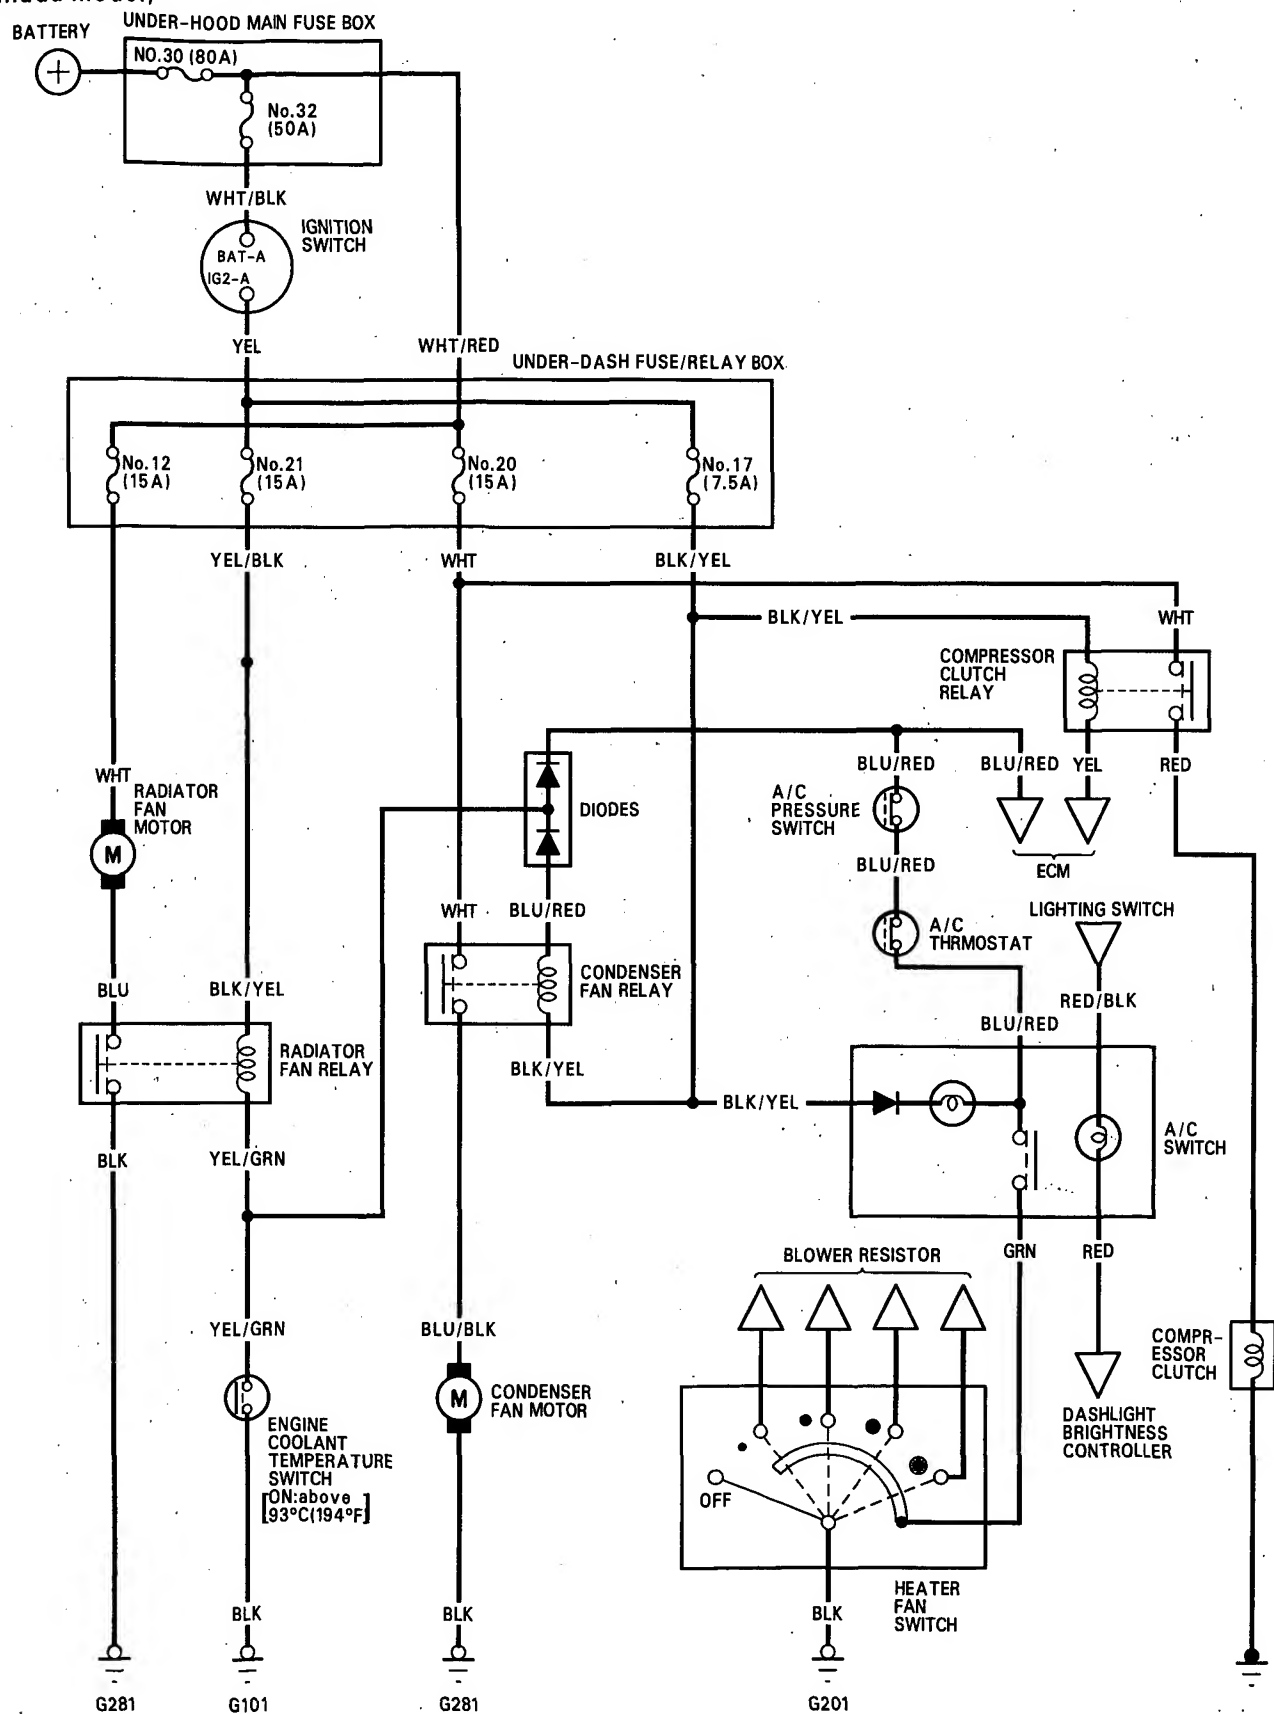 BATTERY
UNDER-HOOD MAIN FUSE BOX
NO.30 (80A)
No.32
(50A)
WHT/BLK
IGNITION
SWITCH
BAT-A
IG2-A
YEL
WHT/RED
UNDER-DASH FUSE/RELAY BOX
No.12
(15A)
No.21
(15A)
No.20
(15A)
No.17
(7.5A)
YEL/BLK
WHT
BLK/YEL
BLK/YEL
WHT
COMPRESSOR
CLUTCH
RELAY
BLU/RED
BLU/RED
YEL
RED
WHT
RADIATOR
FAN
MOTOR
M
DIODES
A/C
PRESSURE
SWITCH
BLU/RED
ECM
WHT
BLU/RED
A/C
THRMOSTAT
LIGHTING SWITCH
CONDENSER
FAN RELAY
BLU
BLK/YEL
RED/BLK
BLU/RED
RADIATOR
FAN RELAY
BLK/YEL
BLK/YEL
A/C
SWITCH
BLK
YEL/GRN
GRN
RED
BLOWER RESISTOR
YEL/GRN
BLU/BLK
COMPR-
ESSOR
CLUTCH
M
CONDENSER
FAN MOTOR
ENGINE
COOLANT
TEMPERATURE
SWITCH
[ON:above
93°C(194°F]
DASHLIGHT
BRIGHTNESS
CONTROLLER
OFF
HEATER
FAN
SWITCH
BLK
BLK
BLK
G281
G101
G281
G201